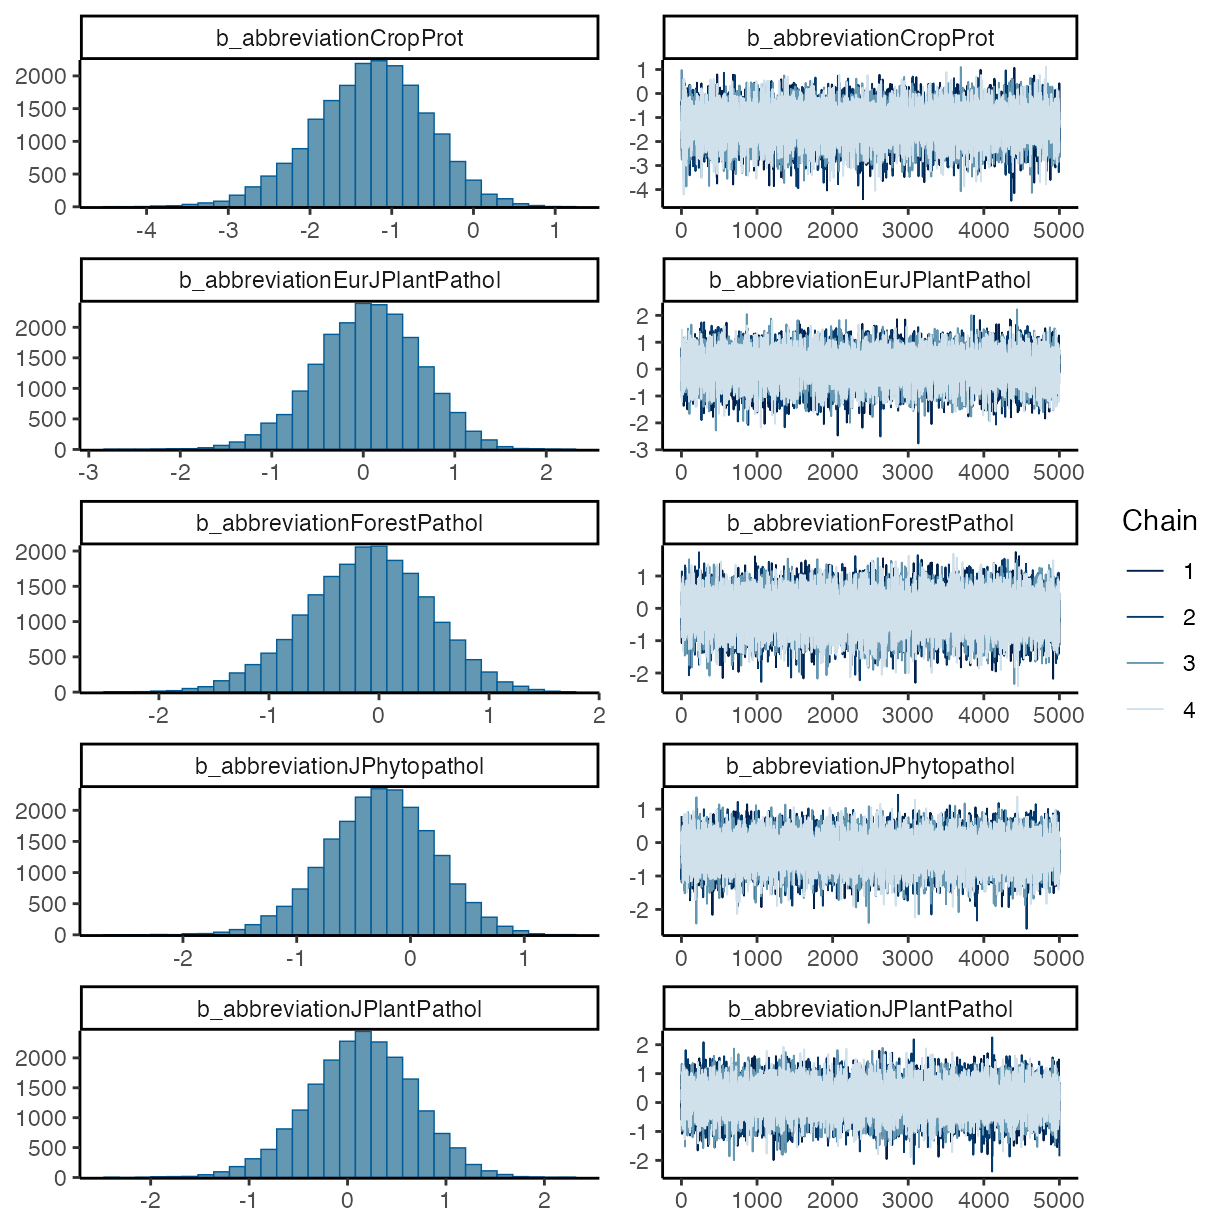 b_abbreviationCropProt
2000
1500
1000
500
0
-4 -3 -2 -1 0 1
b_abbreviationCropProt
1
0
-1
-2
-3
-4
0 1000 2000 3000 4000 5000
b_abbreviationEurJPlantPathol
2000
1500
1000
500
0
-3 -2 -1 0 1 2
b_abbreviationEurJPlantPathol
2
1
0
-1
-2
-3
0 1000 2000 3000 4000 5000
b_abbreviationForestPathol
2000
1500
1000
500
0
-2 -1 0 1 2
b_abbreviationForestPathol
1
0
-1
-2
0 1000 2000 3000 4000 5000
b_abbreviationJPhytopathol
2000
1500
1000
500
0
-2 -1 0 1
b_abbreviationJPhytopathol
1
0
-1
-2
0 1000 2000 3000 4000 5000
b_abbreviationJPlantPathol
2000
1500
1000
500
0
-2 -1 0 1 2
b_abbreviationJPlantPathol
2
1
0
-1
-2
0 1000 2000 3000 4000 5000
Chain
1
2
3
4